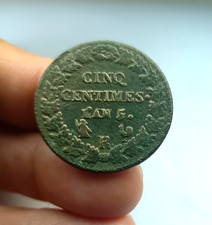 CINQ
CENTIMES.
L'AN 5.